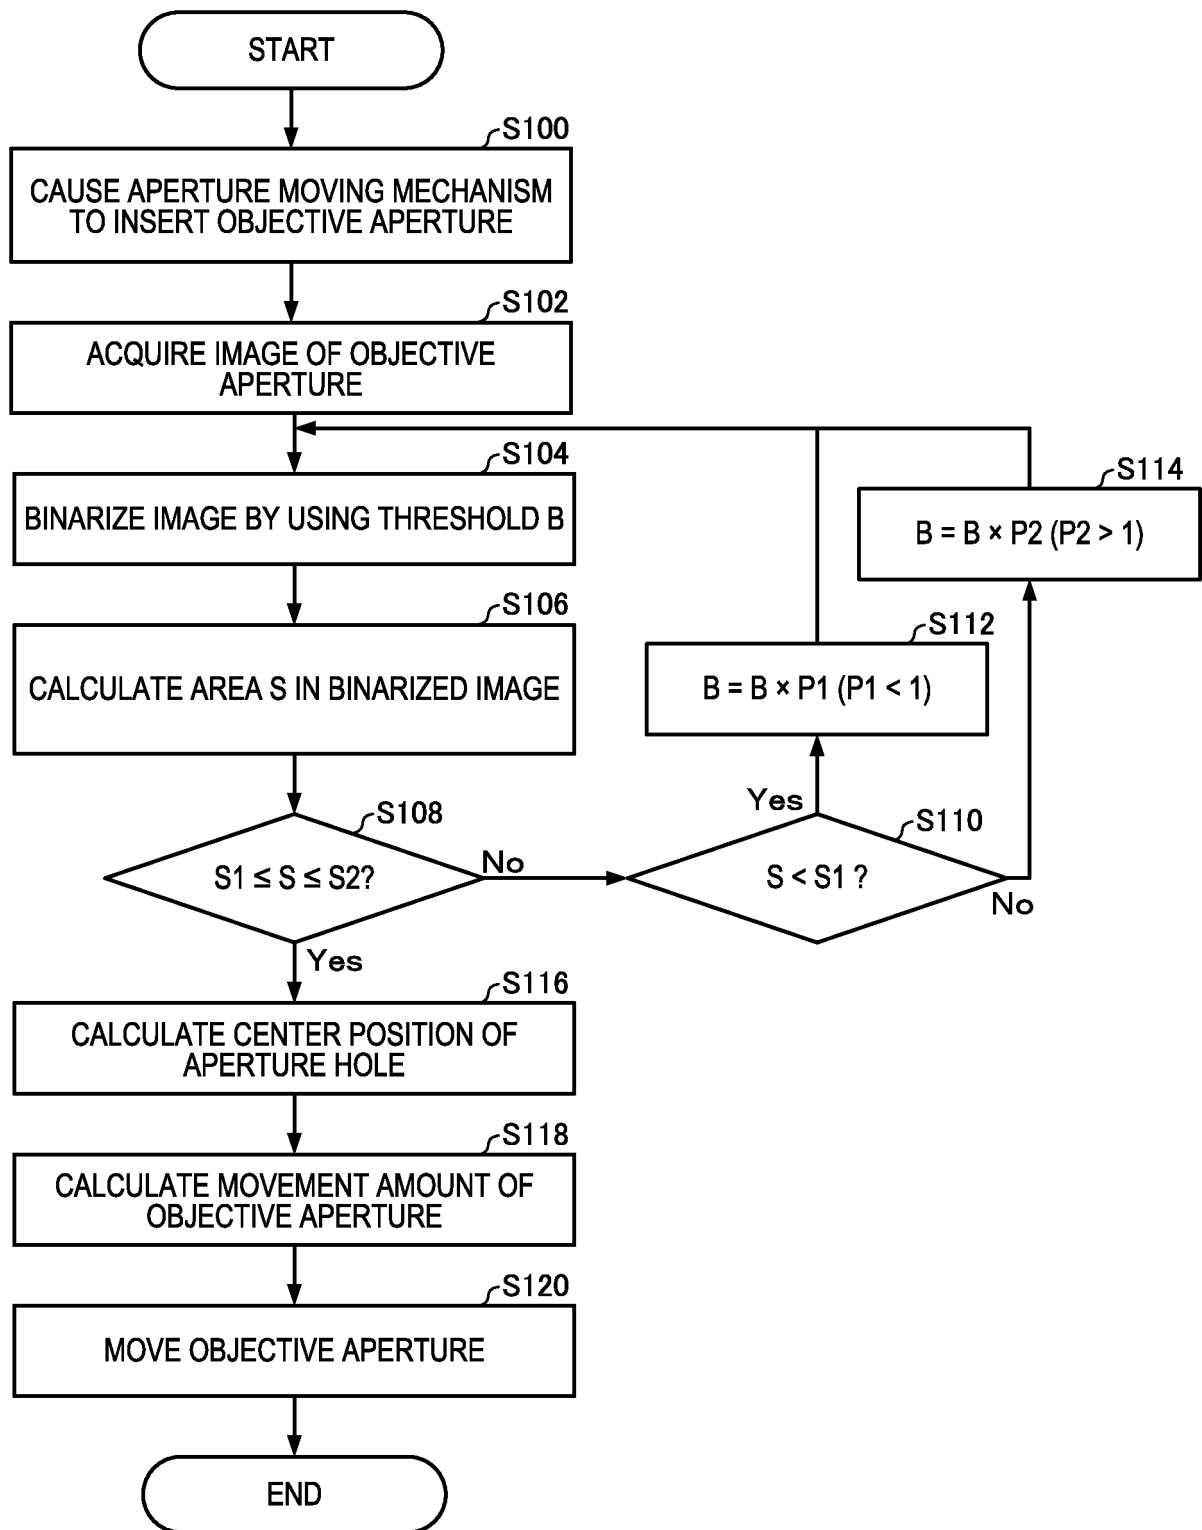 START
S100
CAUSE APERTURE MOVING MECHANISM
TO INSERT OBJECTIVE APERTURE
S102
ACQUIRE IMAGE OF OBJECTIVE
APERTURE
S104
BINARIZE IMAGE BY USING THRESHOLD B
S114
B = B × P2 (P2 > 1)
S106
CALCULATE AREA S IN BINARIZED IMAGE
S112
B = B × P1 (P1 < 1)
S108
S1 ≤ S ≤ S2?
No
Yes
S110
S < S1 ?
Yes
No
S116
CALCULATE CENTER POSITION OF
APERTURE HOLE
S118
CALCULATE MOVEMENT AMOUNT OF
OBJECTIVE APERTURE
S120
MOVE OBJECTIVE APERTURE
END